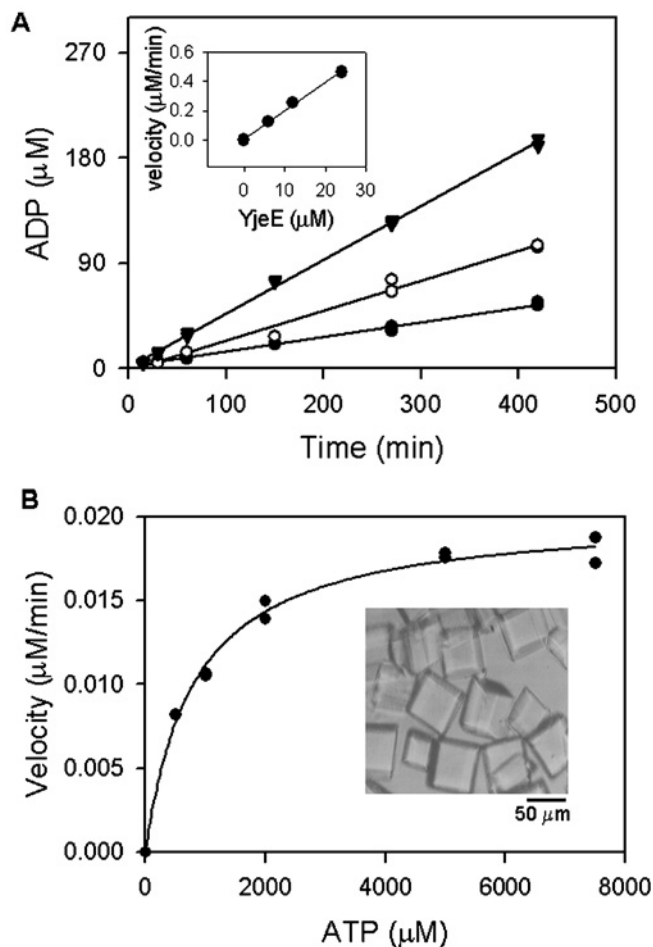 A
velocity (μM/min)
0.6
0.4
0.2
0.0
0 10 20 30
YjeE (μM)
ADP (μM)
270
180
90
0
0 100 200 300 400 500
Time (min)
B
Velocity (μM/min)
0.020
0.015
0.010
0.005
0.000
50 μm
0 2000 4000 6000 8000
ATP (μM)